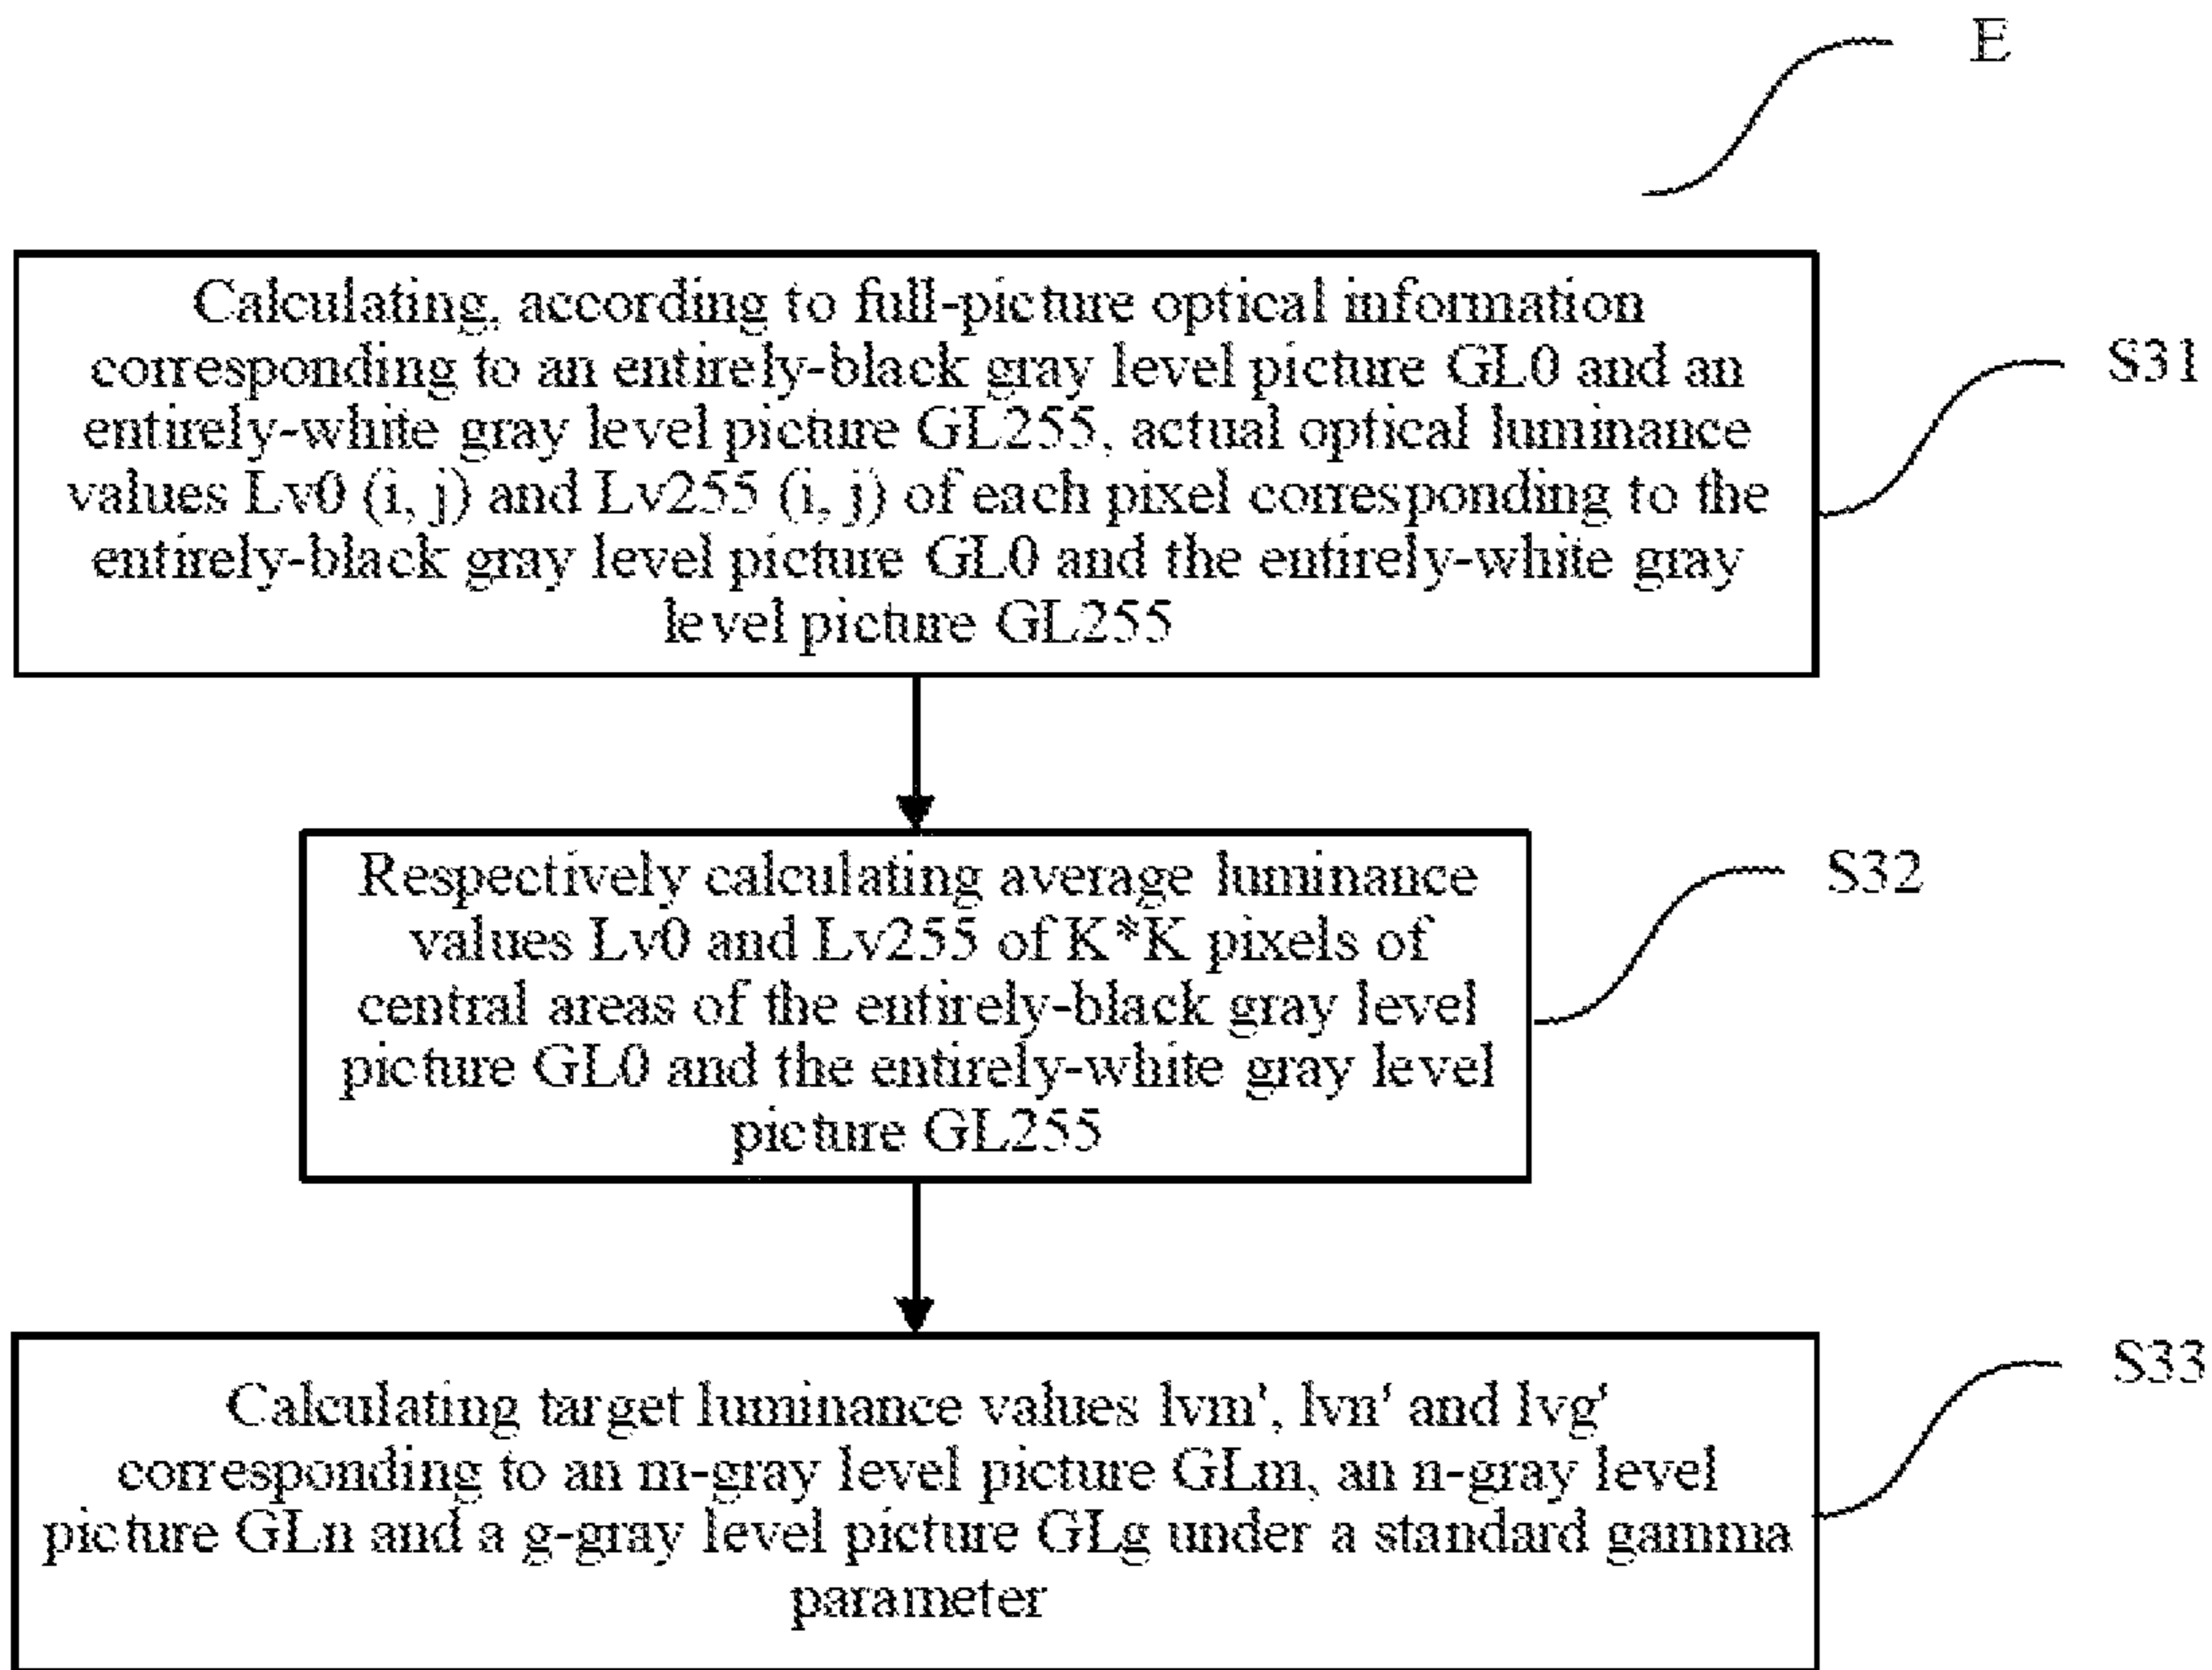 E
Calculating, according to full-picture optical information
corresponding to an entirely-black gray level picture GL0 and an
entirely-white gray level picture GL255, actual optical luminance
values Lv0 (i, j) and Lv255 (i, j) of each pixel corresponding to the
entirely-black gray level picture GL0 and the entirely-white gray
level picture GL255
S31
Respectively calculating average luminance
values Lv0 and Lv255 of K*K pixels of
central areas of the entirely-black gray level
picture GL0 and the entirely-white gray level
picture GL255
S32
Calculating target luminance values lvm', lvn' and lvg'
corresponding to an m-gray level picture GLm, an n-gray level
picture GLn and a g-gray level picture GLg under a standard gamma
parameter
S33